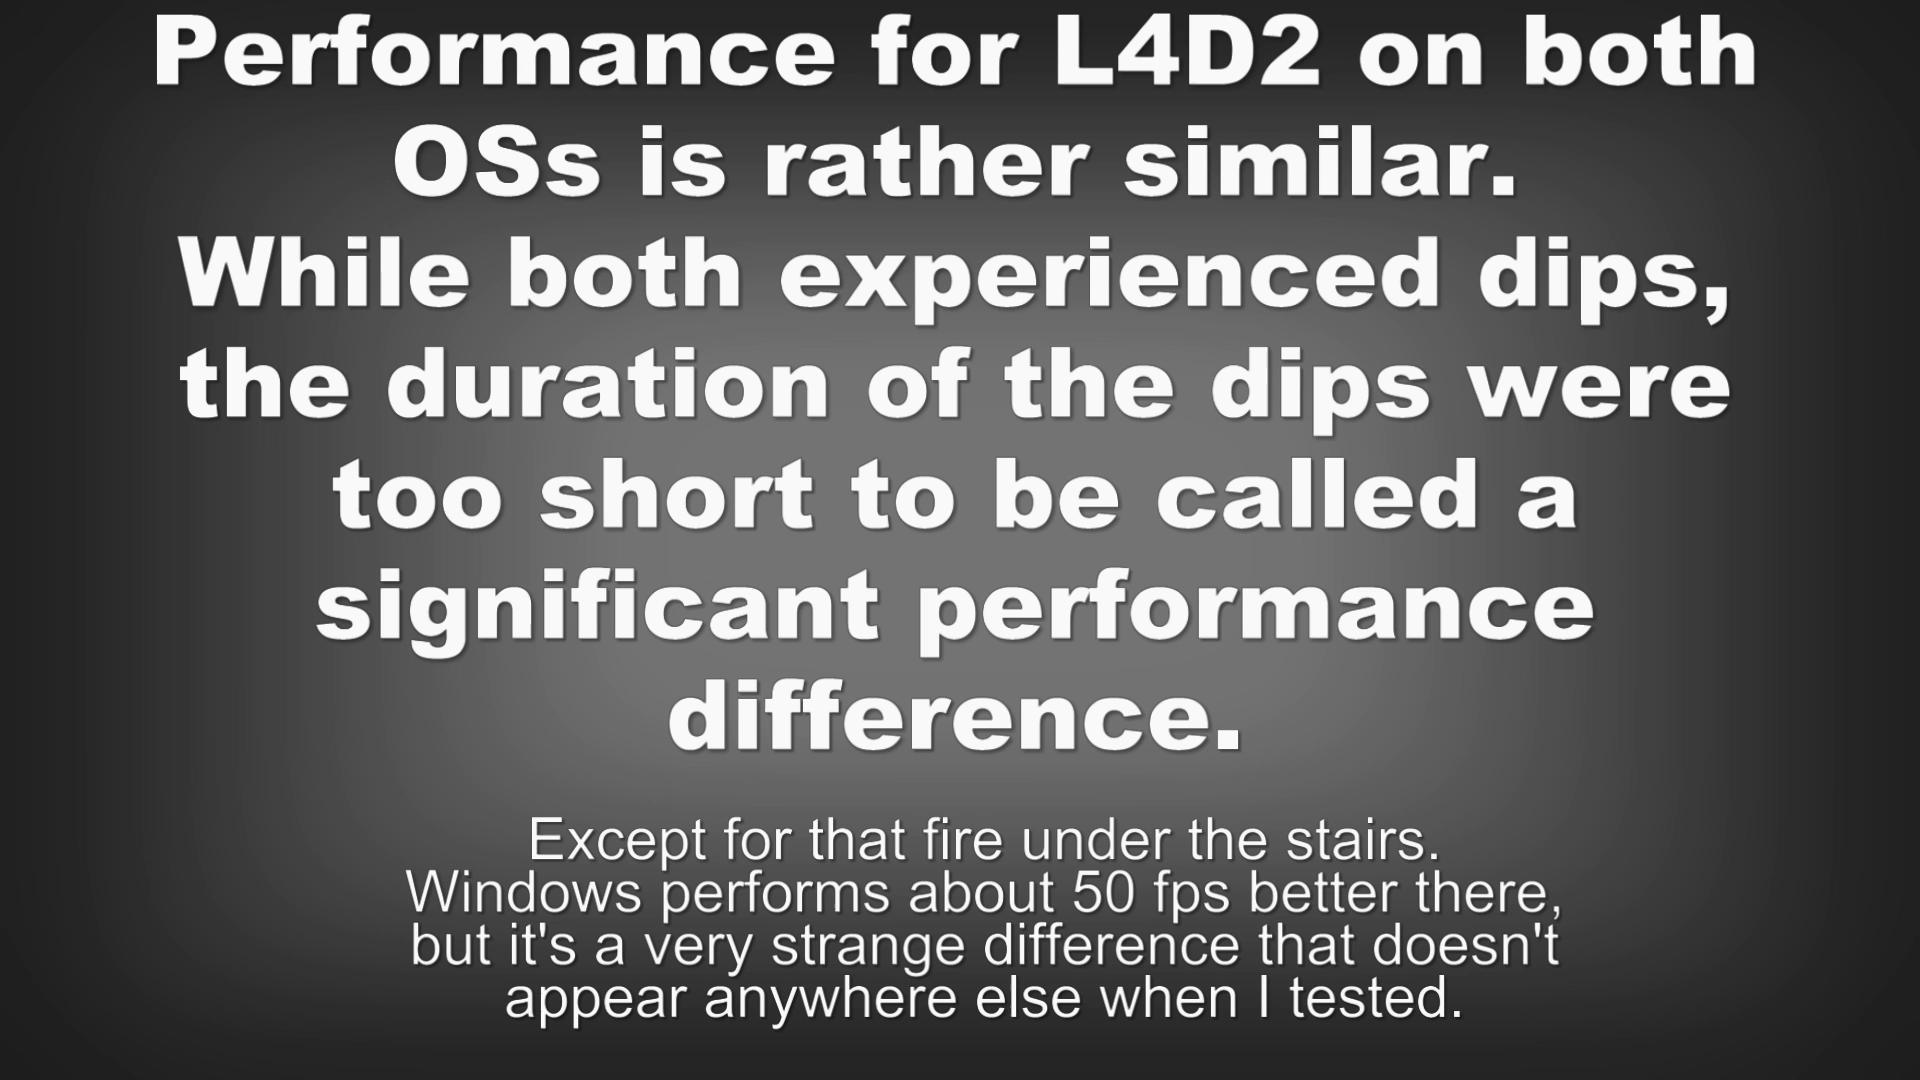 Performance for L4D2 on both
OSs is rather similar.
While both experienced dips,
the duration of the dips were
too short to be called a
significant performance
difference.
Except for that fire under the stairs.
Windows performs about 50 fps better there,
but it's a very strange difference that doesn't
appear anywhere else when I tested.